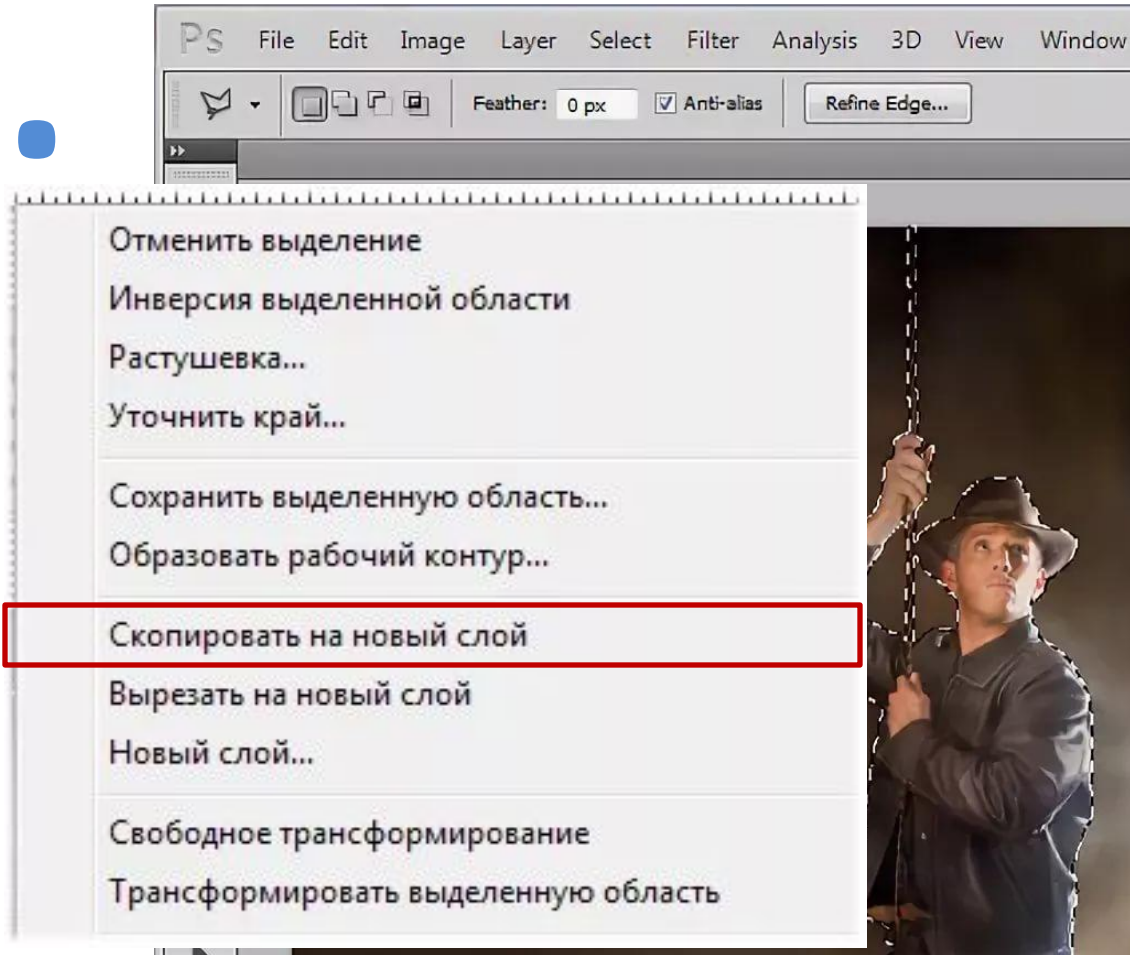 Ps File Edit Image Layer Select Filter Analysis 3D View Window
Feather: 0 px Anti-alias Refine Edge...
Отменить выделение
Инверсия выделенной области
Растушевка...
Уточнить край...
Сохранить выделенную область...
Образовать рабочий контур...
Скопировать на новый слой
Вырезать на новый слой
Новый слой...
Свободное трансформирование
Трансформировать выделенную область